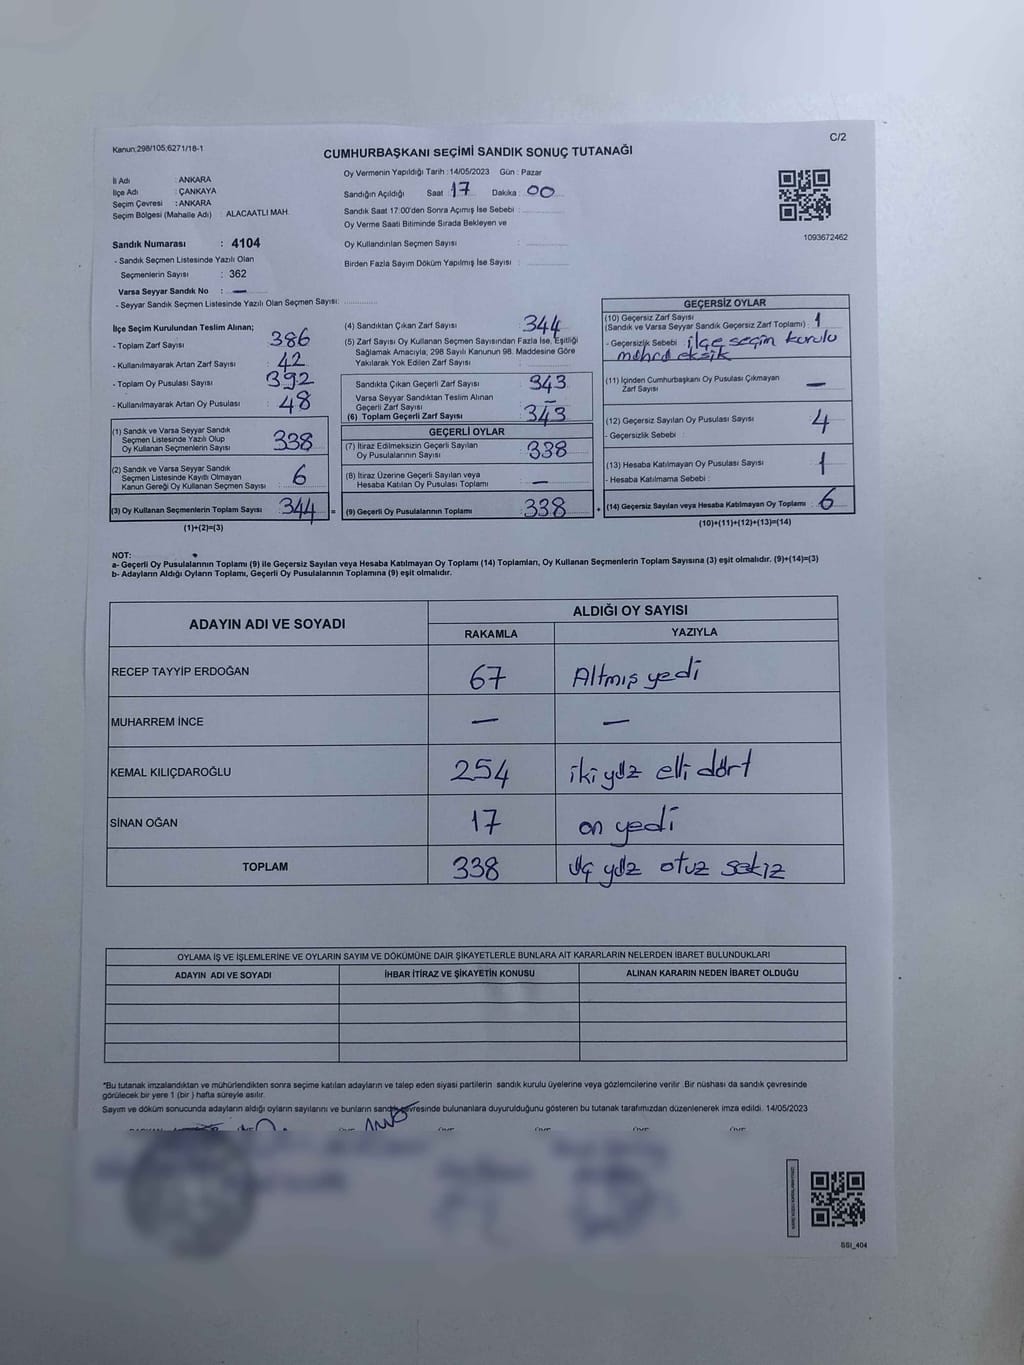 Kanun:298/105;6271/18-1
C/2
CUMHURBAŞKANI SEÇİMİ SANDIK SONUÇ TUTANAĞI
Oy Vermenin Yapıldığı Tarih : 14/05/2023 Gün : Pazar
İl Adı : ANKARA
İlçe Adı : ÇANKAYA
Seçim Çevresi : ANKARA
Seçim Bölgesi (Mahalle Adı) : ALACAATLI MAH.
Sandığın Açıldığı Saat 17 Dakika : 00
Sandık Saat 17:00'den Sonra Açımış İse Sebebi :
Oy Verme Saati Bitiminde Sırada Bekleyen ve
Oy Kullandırılan Seçmen Sayısı :
Birden Fazla Sayım Döküm Yapılmış İse Sayısı :
1093672462
Sandık Numarası : 4104
- Sandık Seçmen Listesinde Yazılı Olan
Seçmenlerin Sayısı : 362
Varsa Seyyar Sandık No : —
- Seyyar Sandık Seçmen Listesinde Yazılı Olan Seçmen Sayısı:
İlçe Seçim Kurulundan Teslim Alınan;
- Toplam Zarf Sayısı : 386
- Kullanılmayarak Artan Zarf Sayısı : 42
- Toplam Oy Pusulası Sayısı : 392
- Kullanılmayarak Artan Oy Pusulası : 48
(1) Sandık ve Varsa Seyyar Sandık
Seçmen Listesinde Yazılı Olup
Oy Kullanan Seçmenlerin Sayısı : 338
(2) Sandık ve Varsa Seyyar Sandık
Seçmen Listesinde Kayıtlı Olmayan
Kanun Gereği Oy Kullanan Seçmen Sayısı : 6
(3) Oy Kullanan Seçmenlerin Toplam Sayısı : 344 =
(1)+(2)=(3)
(4) Sandıktan Çıkan Zarf Sayısı : 344
(5) Zarf Sayısı Oy Kullanan Seçmen Sayısından Fazla İse, Eşitliği
Sağlamak Amacıyla, 298 Sayılı Kanunun 98. Maddesine Göre
Yakılarak Yok Edilen Zarf Sayısı :
Sandıkta Çıkan Geçerli Zarf Sayısı : 343
Varsa Seyyar Sandıktan Teslim Alınan
Geçerli Zarf Sayısı : —
(6) Toplam Geçerli Zarf Sayısı : 343
GEÇERLİ OYLAR
(7) İtiraz Edilmeksizin Geçerli Sayılan
Oy Pusulalarının Sayısı : 338
(8) İtiraz Üzerine Geçerli Sayılan veya
Hesaba Katılan Oy Pusulası Toplamı : —
(9) Geçerli Oy Pusulalarının Toplamı : 338 +
GEÇERSİZ OYLAR
(10) Geçersiz Zarf Sayısı
(Sandık ve Varsa Seyyar Sandık Geçersiz Zarf Toplamı) : 1
- Geçersizlik Sebebi : ilçe seçim kurulu
mührü eksik
(11) İçinden Cumhurbaşkanı Oy Pusulası Çıkmayan
Zarf Sayısı : —
(12) Geçersiz Sayılan Oy Pusulası Sayısı : 4
- Geçersizlik Sebebi :
(13) Hesaba Katılmayan Oy Pusulası Sayısı : 1
- Hesaba Katılmama Sebebi :
(14) Geçersiz Sayılan veya Hesaba Katılmayan Oy Toplamı : 6
(10)+(11)+(12)+(13)=(14)
NOT:
a- Geçerli Oy Pusulalarının Toplamı (9) ile Geçersiz Sayılan veya Hesaba Katılmayan Oy Toplamı (14) Toplamları, Oy Kullanan Seçmenlerin Toplam Sayısına (3) eşit olmalıdır. (9)+(14)=(3)
b- Adayların Aldığı Oyların Toplamı, Geçerli Oy Pusulalarının Toplamına (9) eşit olmalıdır.
ADAYIN ADI VE SOYADI
ALDIĞI OY SAYISI
RAKAMLA YAZIYLA
RECEP TAYYİP ERDOĞAN 67 Altmış yedi
MUHARREM İNCE — —
KEMAL KILIÇDAROĞLU 254 iki yüz elli dört
SİNAN OĞAN 17 on yedi
TOPLAM 338 Üç yüz otuz sekiz
OYLAMA İŞ VE İŞLEMLERİNE VE OYLARIN SAYIM VE DÖKÜMÜNE DAİR ŞİKAYETLERLE BUNLARA AİT KARARLARIN NELERDEN İBARET BULUNDUKLARI
ADAYIN ADI VE SOYADI İHBAR İTİRAZ VE ŞİKAYETİN KONUSU ALINAN KARARIN NEDEN İBARET OLDUĞU
*Bu tutanak imzalandıktan ve mühürlendikten sonra seçime katılan adayların ve talep eden siyasi partilerin sandık kurulu üyelerine veya gözlemcilerine verilir .Bir nüshası da sandık çevresinde
görülecek bir yere 1 (bir ) hafta süreyle asılır.
Sayım ve döküm sonucunda adayların aldığı oyların sayılarını ve bunların sandık çevresinde bulunanlara duyurulduğunu gösteren bu tutanak tarafımızdan düzenlenerek imza edildi. 14/05/2023
SSI_404